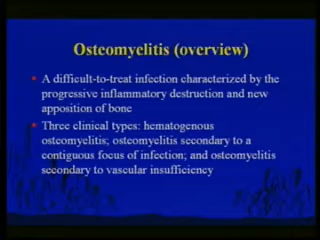 Osteomyelitis (overview)
A difficult-to-treat infection characterized by the
progressive inflammatory destruction and new
apposition of bone
Three clinical types: hematogenous
osteomyelitis; osteomyelitis secondary to a
contiguous focus of infection; and osteomyelitis
secondary to vascular insufficiency